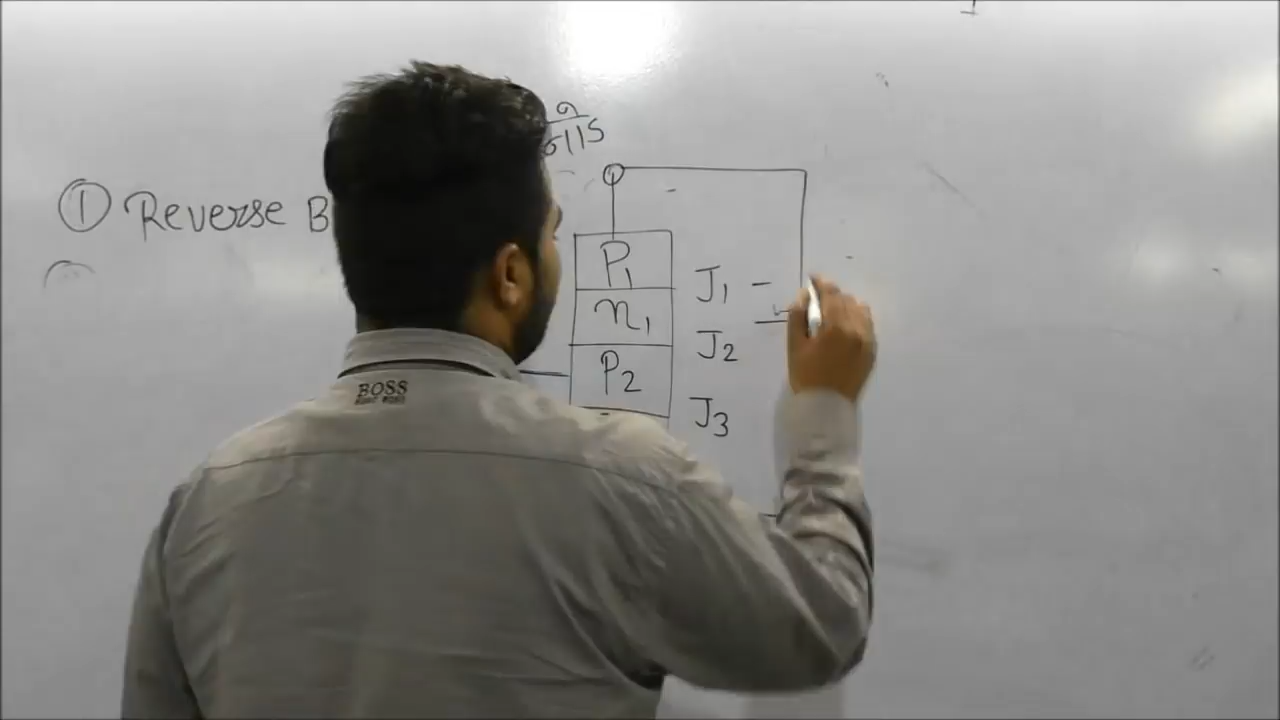 ① Reverse B
P₁
n₁
P₂
J₁ -
J₂
J₃
BOSS